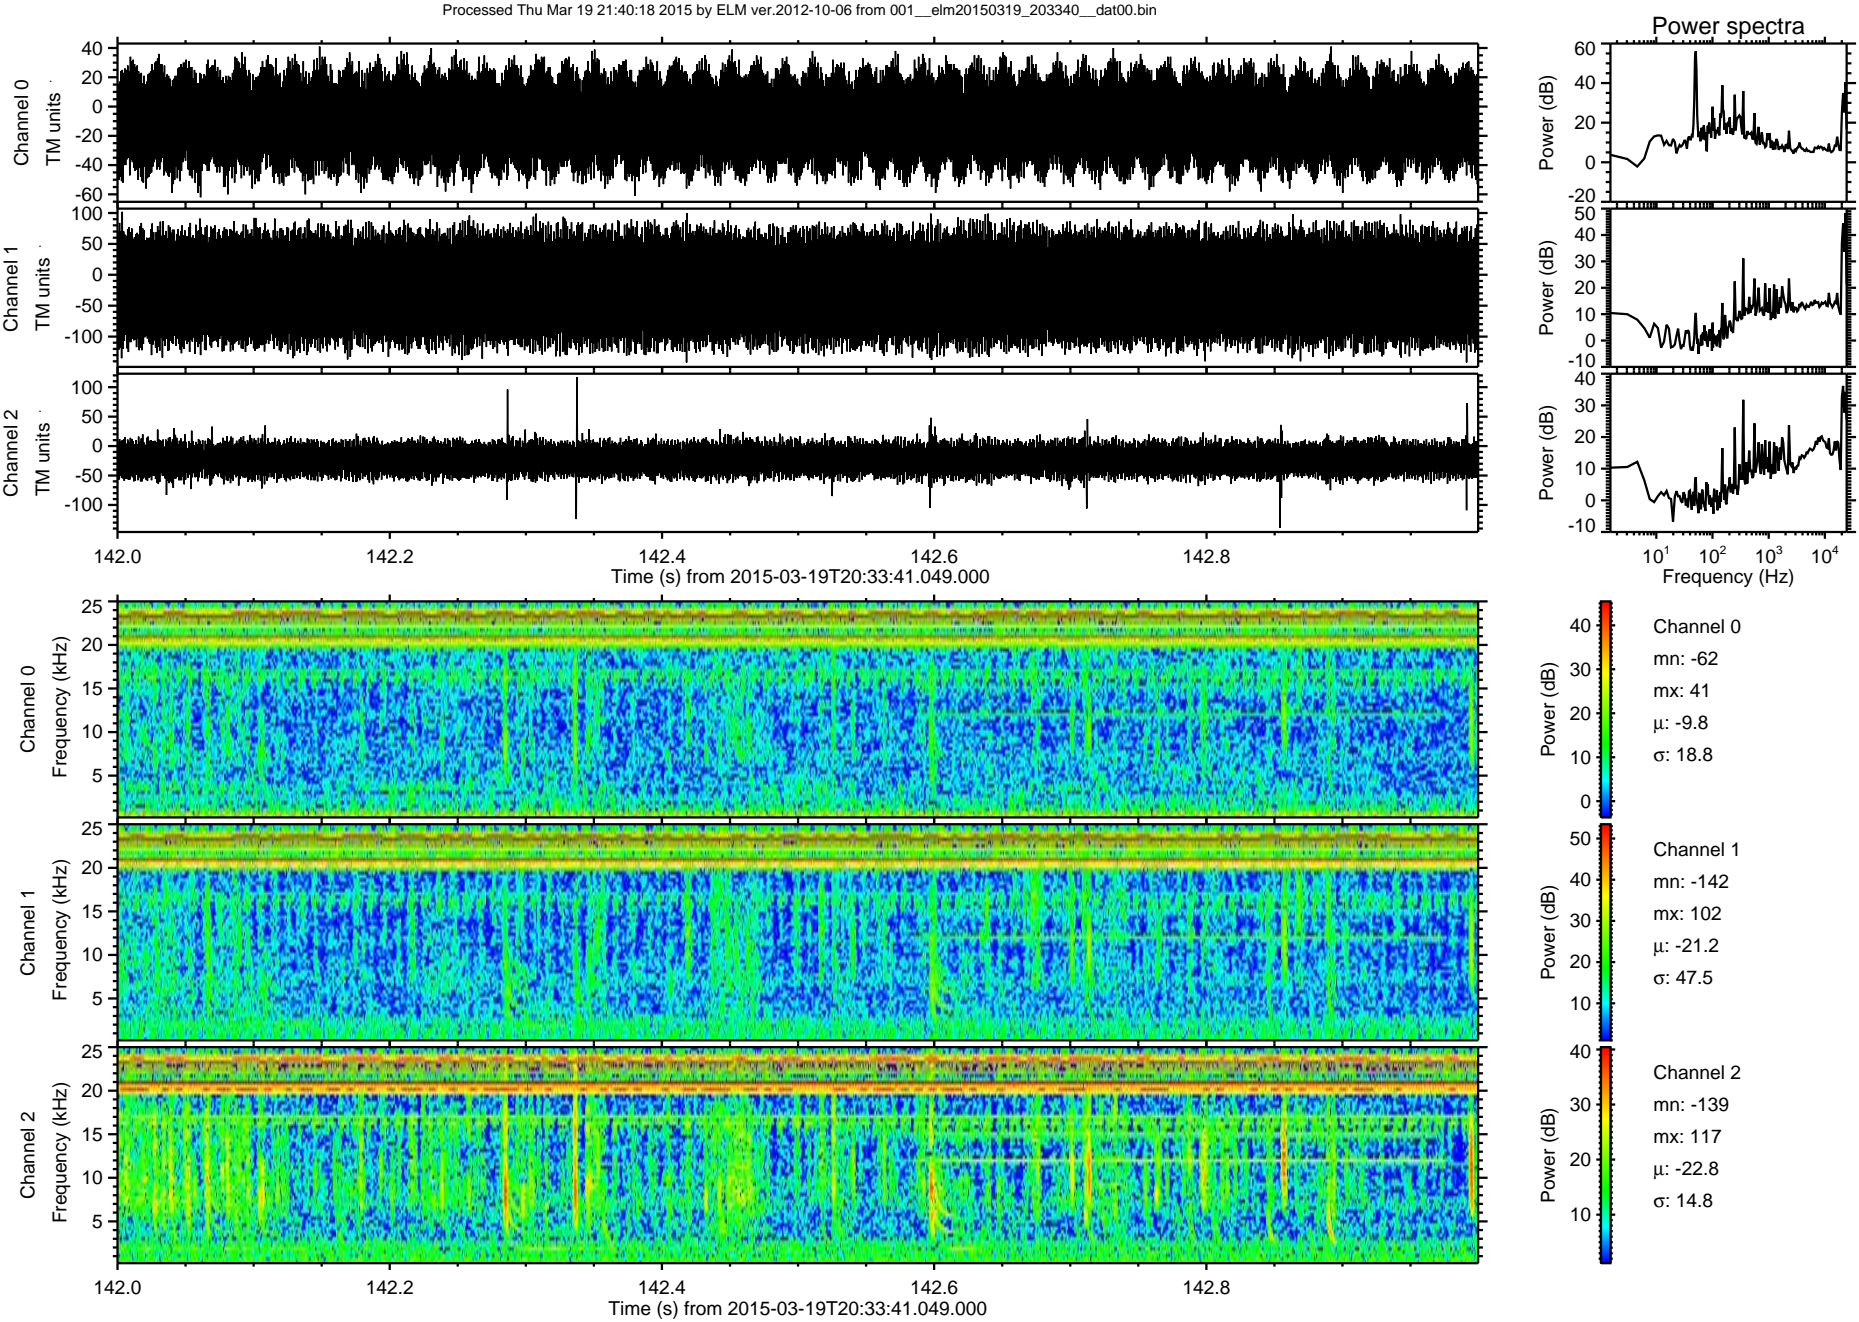 Processed Thu Mar 19 21:40:18 2015 by ELM ver.2012-10-06 from 001__elm20150319_203340__dat00.bin
Power spectra
Channel 0
TM units
40
20
0
-20
-40
-60
Power (dB)
60
40
20
0
-20
Channel 1
TM units
100
50
0
-50
-100
Power (dB)
50
40
30
20
10
0
-10
Channel 2
TM units
100
50
0
-50
-100
Power (dB)
40
30
20
10
0
-10
142.0 142.2 142.4 142.6 142.8
Time (s) from 2015-03-19T20:33:41.049.000
10^1 10^2 10^3 10^4
Frequency (Hz)
Channel 0
Frequency (kHz)
25
20
15
10
5
Power (dB)
40
30
20
10
0
Channel 0
mn: -62
mx: 41
μ: -9.8
σ: 18.8
Channel 1
Frequency (kHz)
25
20
15
10
5
Power (dB)
50
40
30
20
10
Channel 1
mn: -142
mx: 102
μ: -21.2
σ: 47.5
Channel 2
Frequency (kHz)
25
20
15
10
5
Power (dB)
40
30
20
10
Channel 2
mn: -139
mx: 117
μ: -22.8
σ: 14.8
142.0 142.2 142.4 142.6 142.8
Time (s) from 2015-03-19T20:33:41.049.000